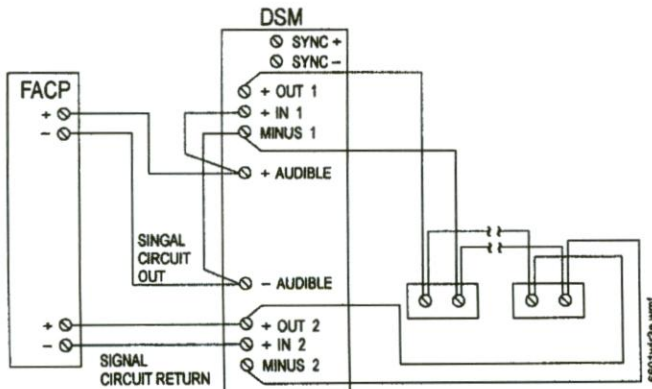 DSM
SYNC +
SYNC –
FACP
+ OUT 1
+ IN 1
MINUS 1
+
–
+ AUDIBLE
SINGAL
CIRCUIT
OUT
– AUDIBLE
+
–
+ OUT 2
+ IN 2
MINUS 2
SIGNAL
CIRCUIT RETURN